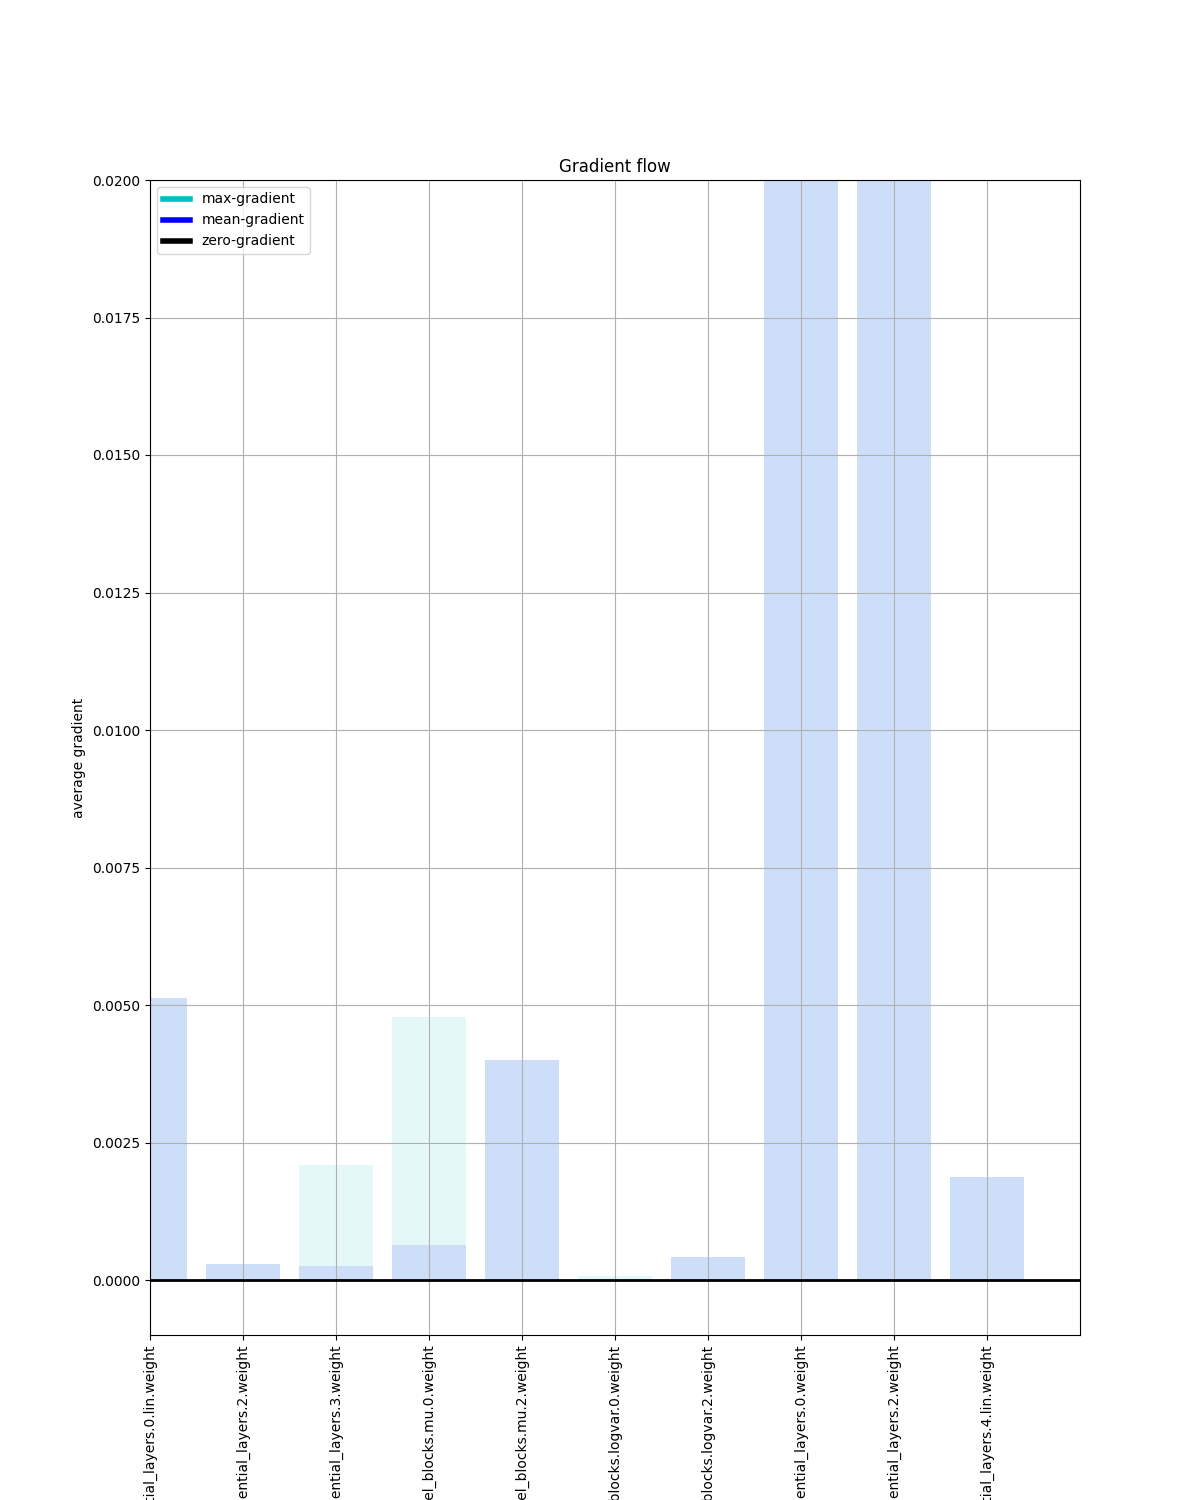 Gradient flow
max-gradient
mean-gradient
zero-gradient
0.0200
0.0175
0.0150
0.0125
0.0100
0.0075
0.0050
0.0025
0.0000
average gradient
tial_layers.0.lin.weight
ential_layers.2.weight
ential_layers.3.weight
el_blocks.mu.0.weight
el_blocks.mu.2.weight
blocks.logvar.0.weight
blocks.logvar.2.weight
ential_layers.0.weight
ential_layers.2.weight
tial_layers.4.lin.weight